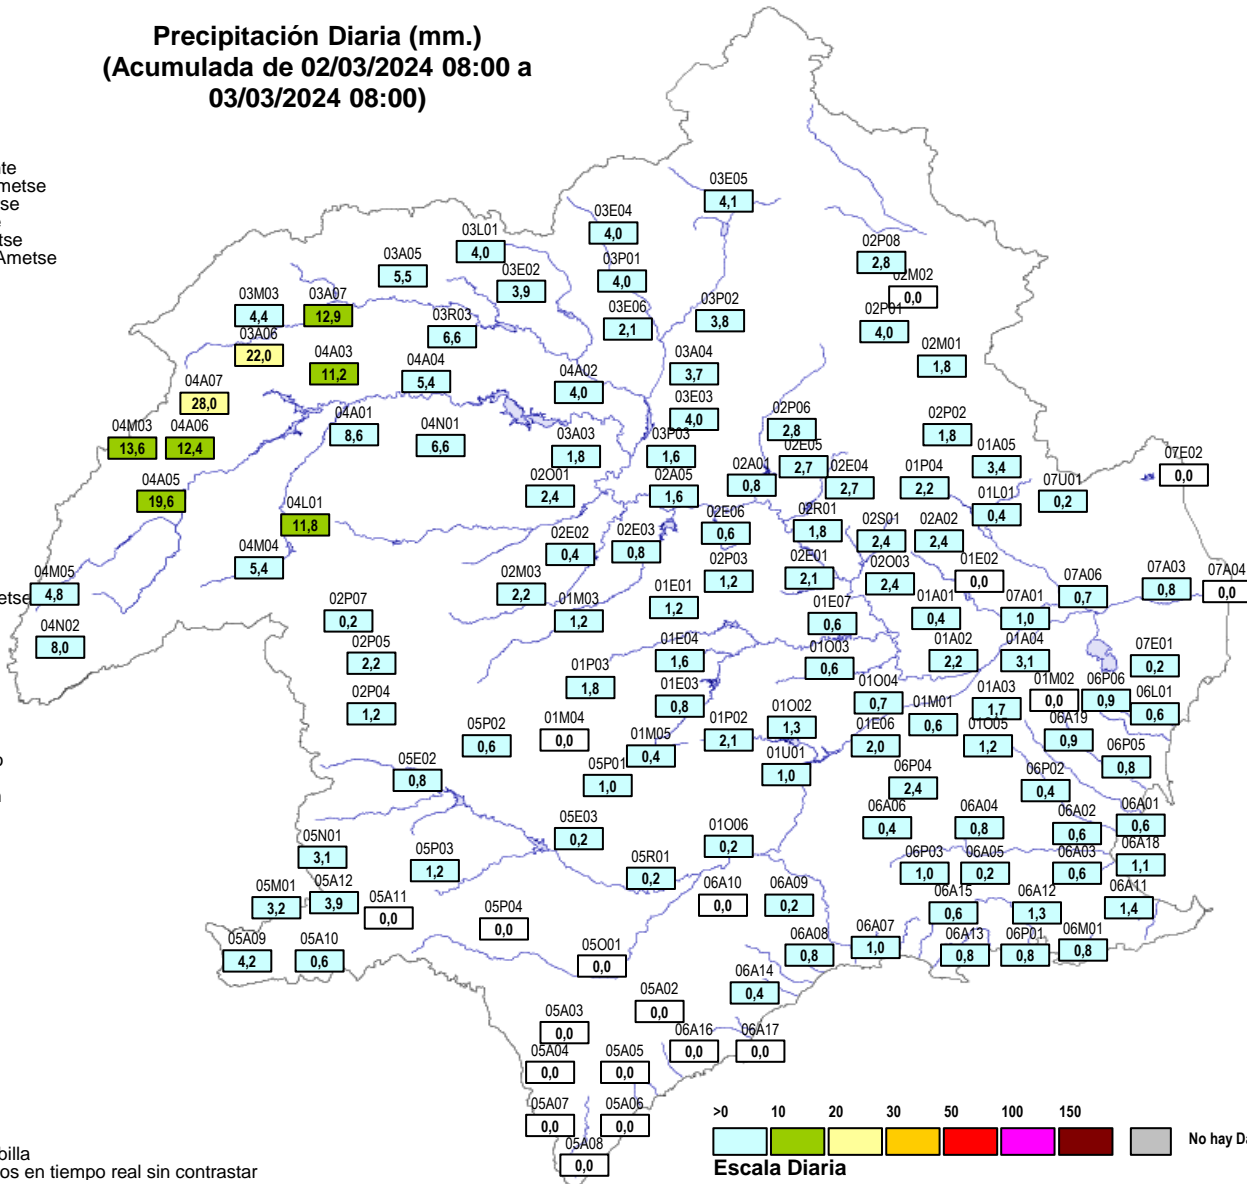 Precipitación Diaria (mm.)
(Acumulada de 02/03/2024 08:00 a
03/03/2024 08:00)
nte
metse
tse
e
tse
Ametse
03E05
4,1
03E04
4,0
03L01
4,0
02P08
2,8
03A05
5,5
03P01
4,0
03E02
3,9
02M02
0,0
03M03
4,4
03A07
12,9
03P02
3,8
03E06
2,1
02P01
4,0
03R03
6,6
03A06
22,0
02M01
1,8
04A03
11,2
04A04
5,4
03A04
3,7
04A02
4,0
04A07
28,0
03E03
4,0
02P06
2,8
04A01
8,6
02P02
1,8
04M03
13,6
04A06
12,4
04N01
6,6
03A03
1,8
03P03
1,6
02E05
2,7
01A05
3,4
07E02
0,0
02A01
0,8
02E04
2,7
01P04
2,2
07U01
0,2
04A05
19,6
02O01
2,4
02A05
1,6
01L01
0,4
04L01
11,8
02E06
0,6
02R01
1,8
02S01
2,4
02A02
2,4
02E02
0,4
02E03
0,8
04M04
5,4
02P03
1,2
02E01
2,1
02O03
2,4
01E02
0,0
04M05
4,8
etse
02M03
2,2
01E01
1,2
07A06
0,7
07A03
0,8
07A04
0,0
02P07
0,2
01M03
1,2
01E07
0,6
01A01
0,4
07A01
1,0
04N02
8,0
02P05
2,2
01E04
1,6
01O03
0,6
01A02
2,2
01A04
3,1
07E01
0,2
01P03
1,8
01E03
0,8
01O04
0,7
01M02
0,0
06P06
0,9
02P04
1,2
01A03
1,7
06L01
0,6
01M01
0,6
05P02
0,6
01M04
0,0
01P02
2,1
01O02
1,3
01E06
2,0
01O05
1,2
06A19
0,9
01M05
0,4
01U01
1,0
06P05
0,8
o
05E02
0,8
05P01
1,0
06P04
2,4
06P02
0,4
n
05E03
0,2
06A06
0,4
06A04
0,8
06A02
0,6
06A01
0,6
01O06
0,2
05N01
3,1
05P03
1,2
05R01
0,2
06P03
1,0
06A05
0,2
06A03
0,6
06A18
1,1
05M01
3,2
05A12
3,9
05A11
0,0
06A10
0,0
06A09
0,2
06A15
0,6
06A12
1,3
06A11
1,4
05P04
0,0
05A09
4,2
05A10
0,6
05O01
0,0
06A08
0,8
06A07
1,0
06A13
0,8
06P01
0,8
06M01
0,8
06A14
0,4
05A02
0,0
05A03
0,0
06A16
0,0
06A17
0,0
05A04
0,0
05A05
0,0
05A07
0,0
05A06
0,0
05A08
0,0
>0 10 20 30 50 100 150
No hay Da
Escala Diaria
billa
os en tiempo real sin contrastar